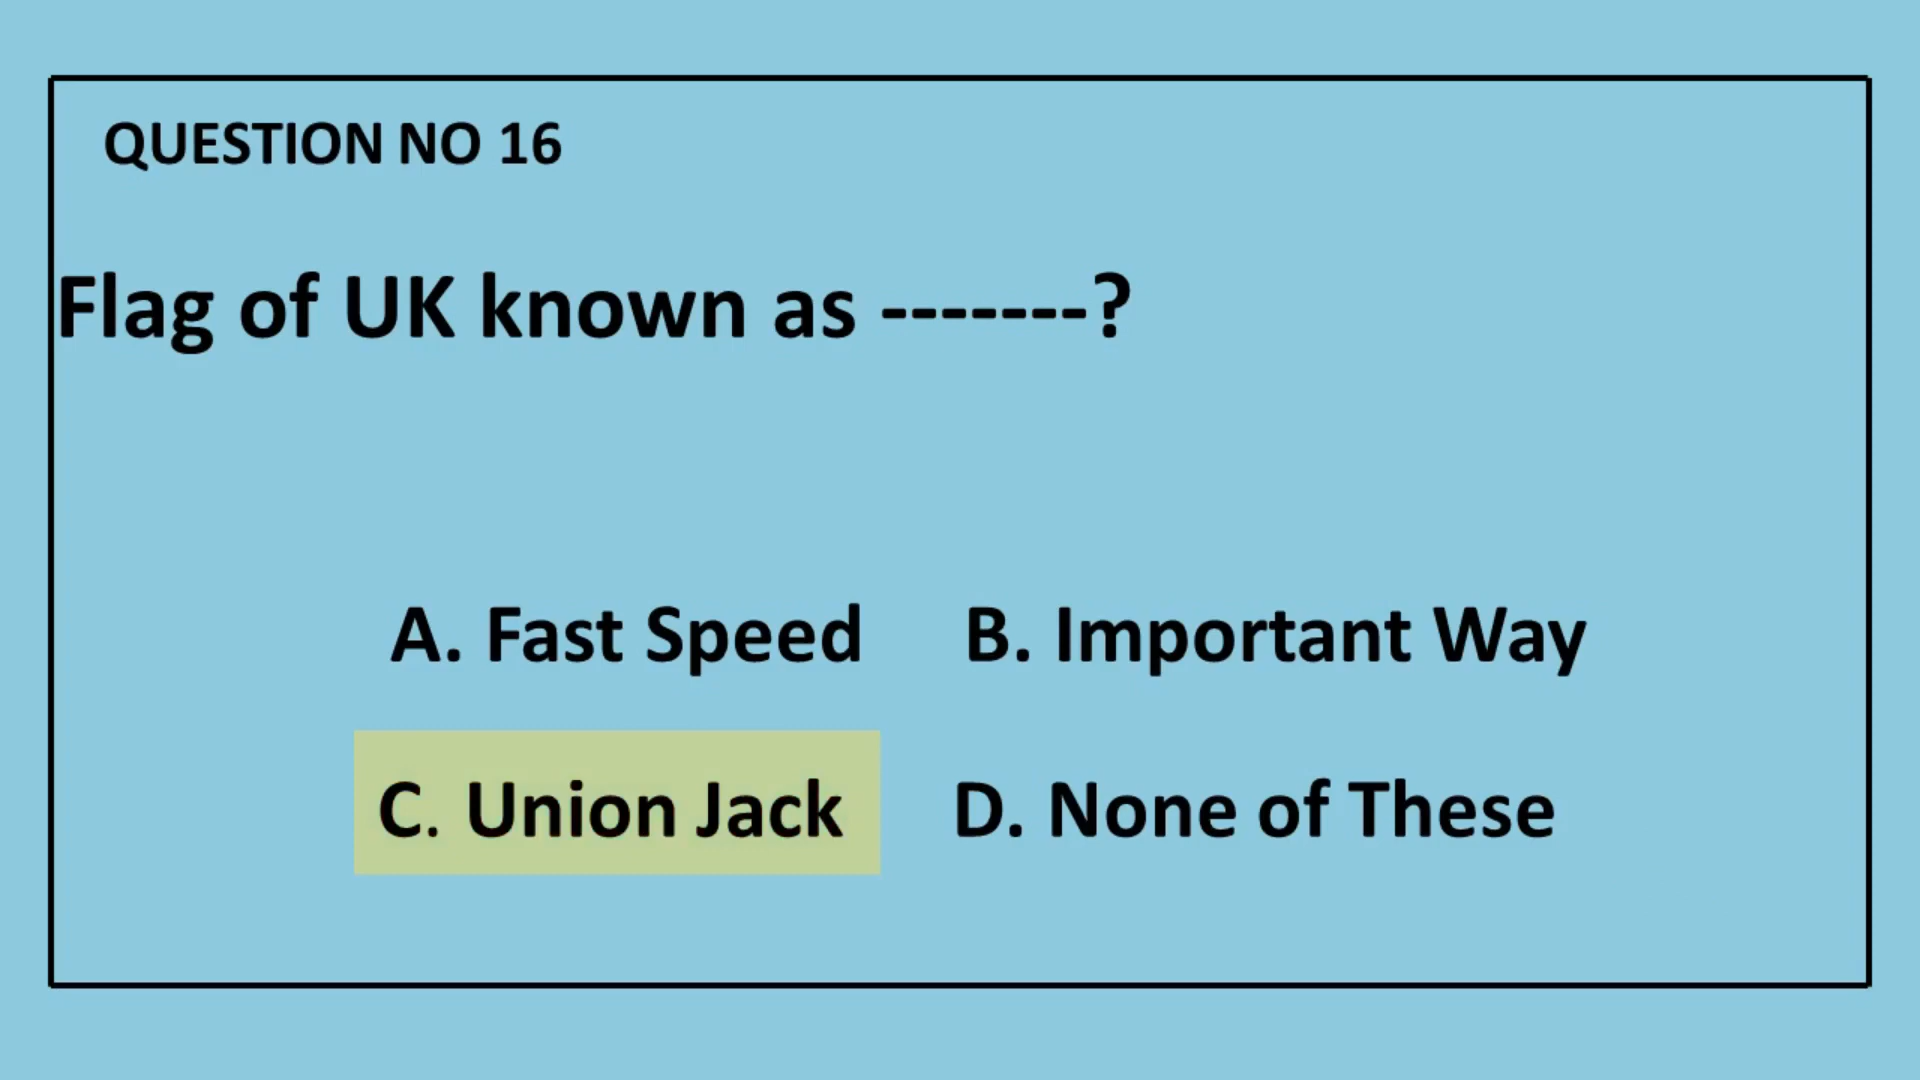 QUESTION NO 16
Flag of UK known as -------?
A. Fast Speed B. Important Way
C. Union Jack D. None of These